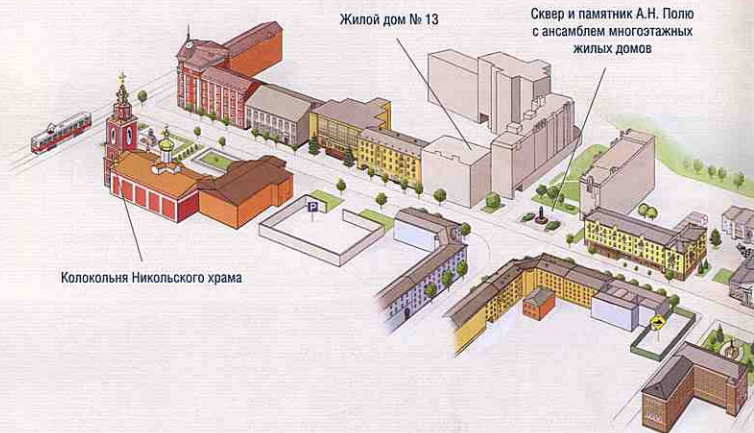 Жилой дом № 13
Сквер и памятник А.Н. Полю
с ансамблем многоэтажных
жилых домов
P
Колокольня Никольского храма